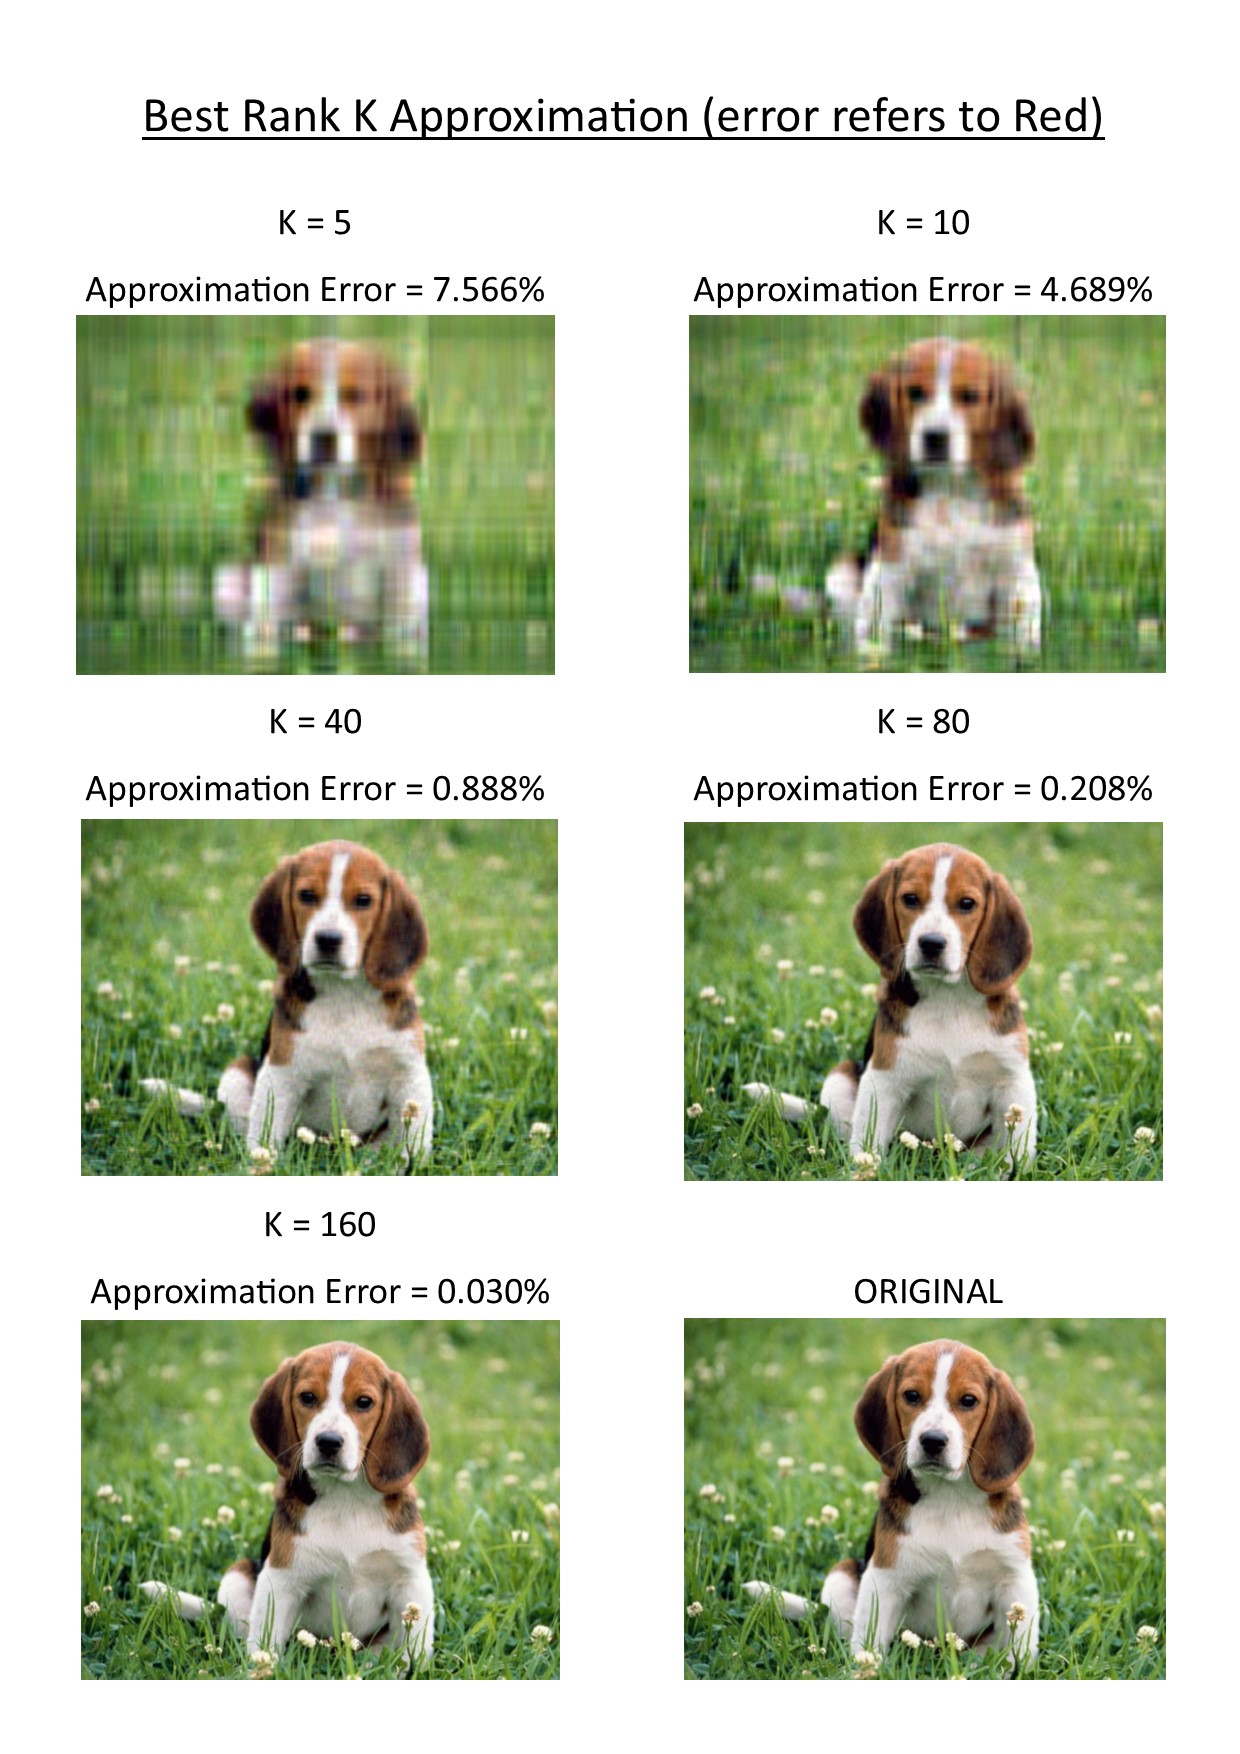 Best Rank K Approximation (error refers to Red)
K = 5
Approximation Error = 7.566%
K = 10
Approximation Error = 4.689%
K = 40
Approximation Error = 0.888%
K = 80
Approximation Error = 0.208%
K = 160
Approximation Error = 0.030%
ORIGINAL